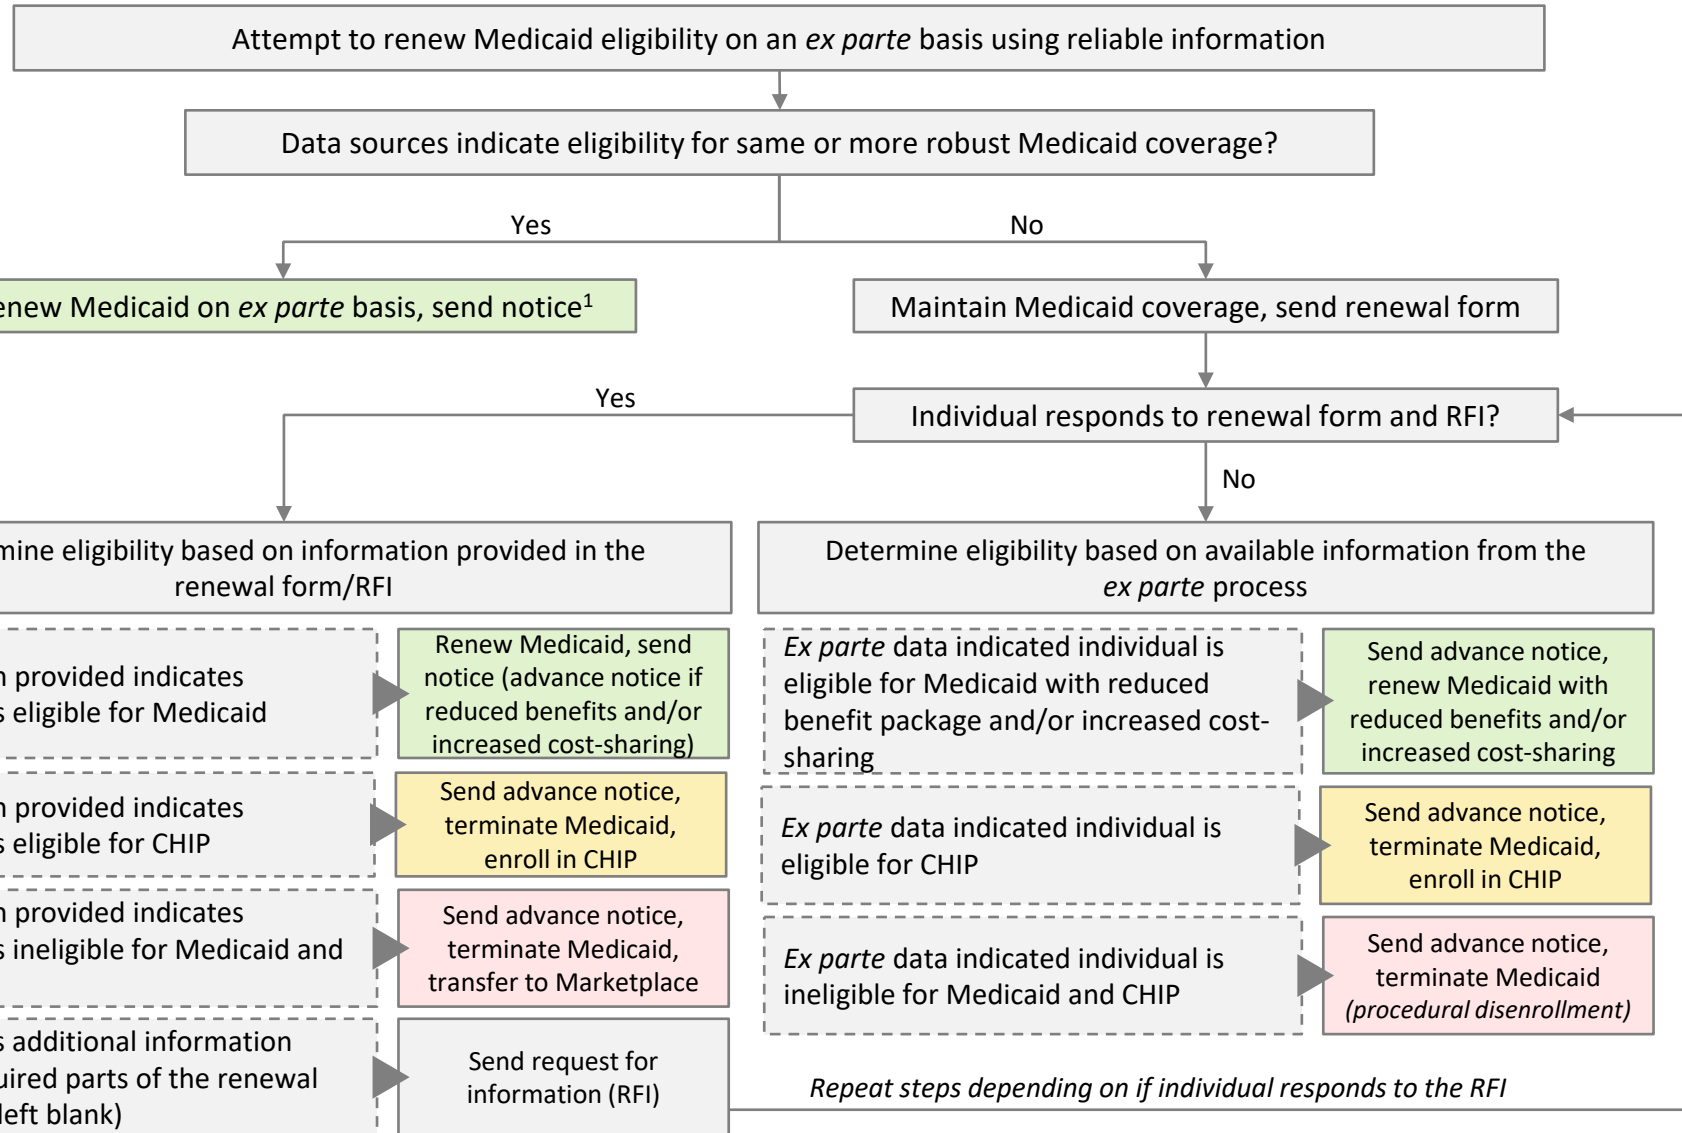 Attempt to renew Medicaid eligibility on an ex parte basis using reliable information
Data sources indicate eligibility for same or more robust Medicaid coverage?
Yes
No
enew Medicaid on ex parte basis, send notice¹
Maintain Medicaid coverage, send renewal form
Yes
Individual responds to renewal form and RFI?
No
mine eligibility based on information provided in the
renewal form/RFI
Determine eligibility based on available information from the
ex parte process
n provided indicates
s eligible for Medicaid
Renew Medicaid, send
notice (advance notice if
reduced benefits and/or
increased cost-sharing)
Ex parte data indicated individual is
eligible for Medicaid with reduced
benefit package and/or increased cost-
sharing
Send advance notice,
renew Medicaid with
reduced benefits and/or
increased cost-sharing
n provided indicates
s eligible for CHIP
Send advance notice,
terminate Medicaid,
enroll in CHIP
Ex parte data indicated individual is
eligible for CHIP
Send advance notice,
terminate Medicaid,
enroll in CHIP
n provided indicates
s ineligible for Medicaid and
Send advance notice,
terminate Medicaid,
transfer to Marketplace
Ex parte data indicated individual is
ineligible for Medicaid and CHIP
Send advance notice,
terminate Medicaid
(procedural disenrollment)
s additional information
uired parts of the renewal
left blank)
Send request for
information (RFI)
Repeat steps depending on if individual responds to the RFI